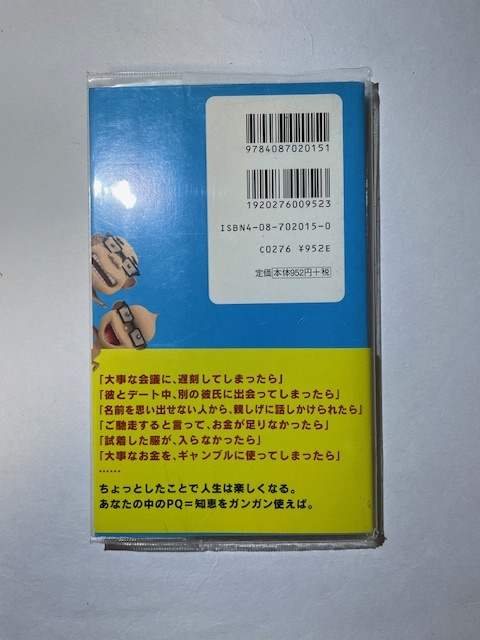 9784087020151
1920276009523
ISBN4-08-702015-0
C0276 ¥952E
定価 本体952円+税
「大事な会議に、遅刻してしまったら」
「彼とデート中、別の彼氏に出会ってしまったら」
「名前を思い出せない人から、親しげに話しかけられたら」
「ご馳走すると言って、お金が足りなかったら」
「試着した服が、入らなかったら」
「大事なお金を、ギャンブルに使ってしまったら」
……
ちょっとしたことで人生は楽しくなる。
あなたの中のPQ=知恵をガンガン使えば。